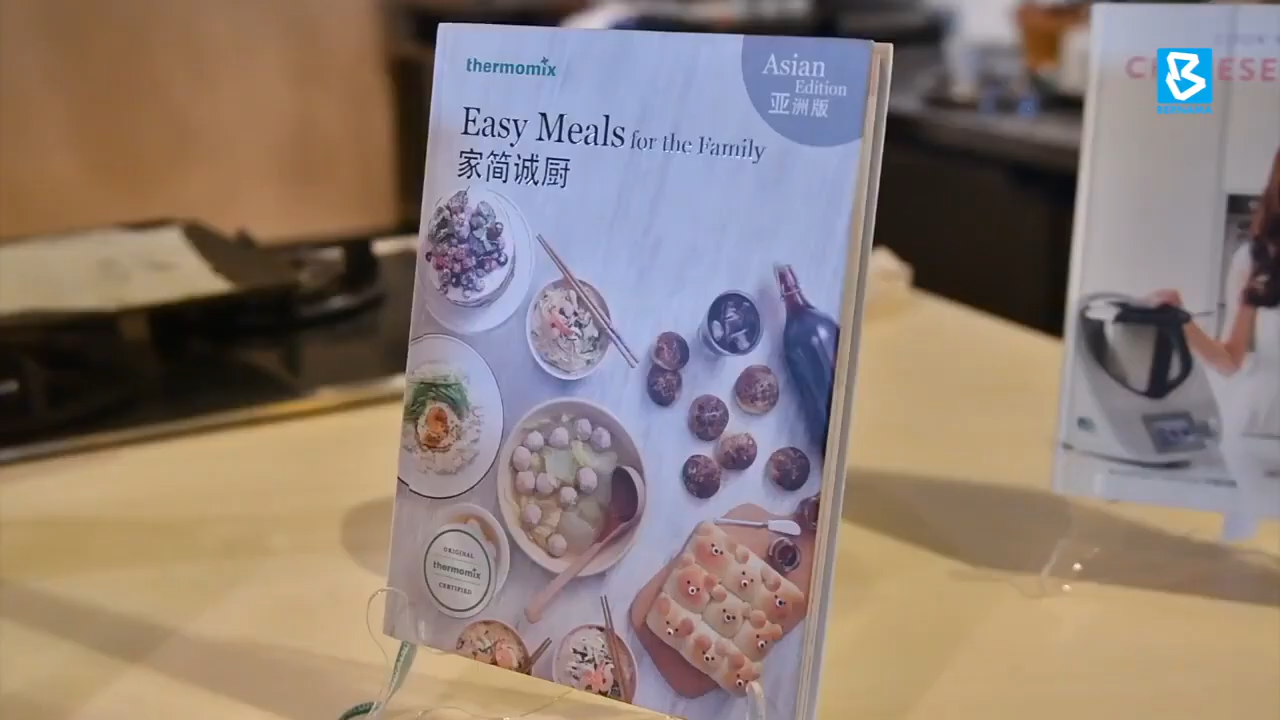 thermomix
Asian
Edition
亚洲版
Easy Meals for the Family
家简诚厨
ORIGINAL
thermomix
CERTIFIED